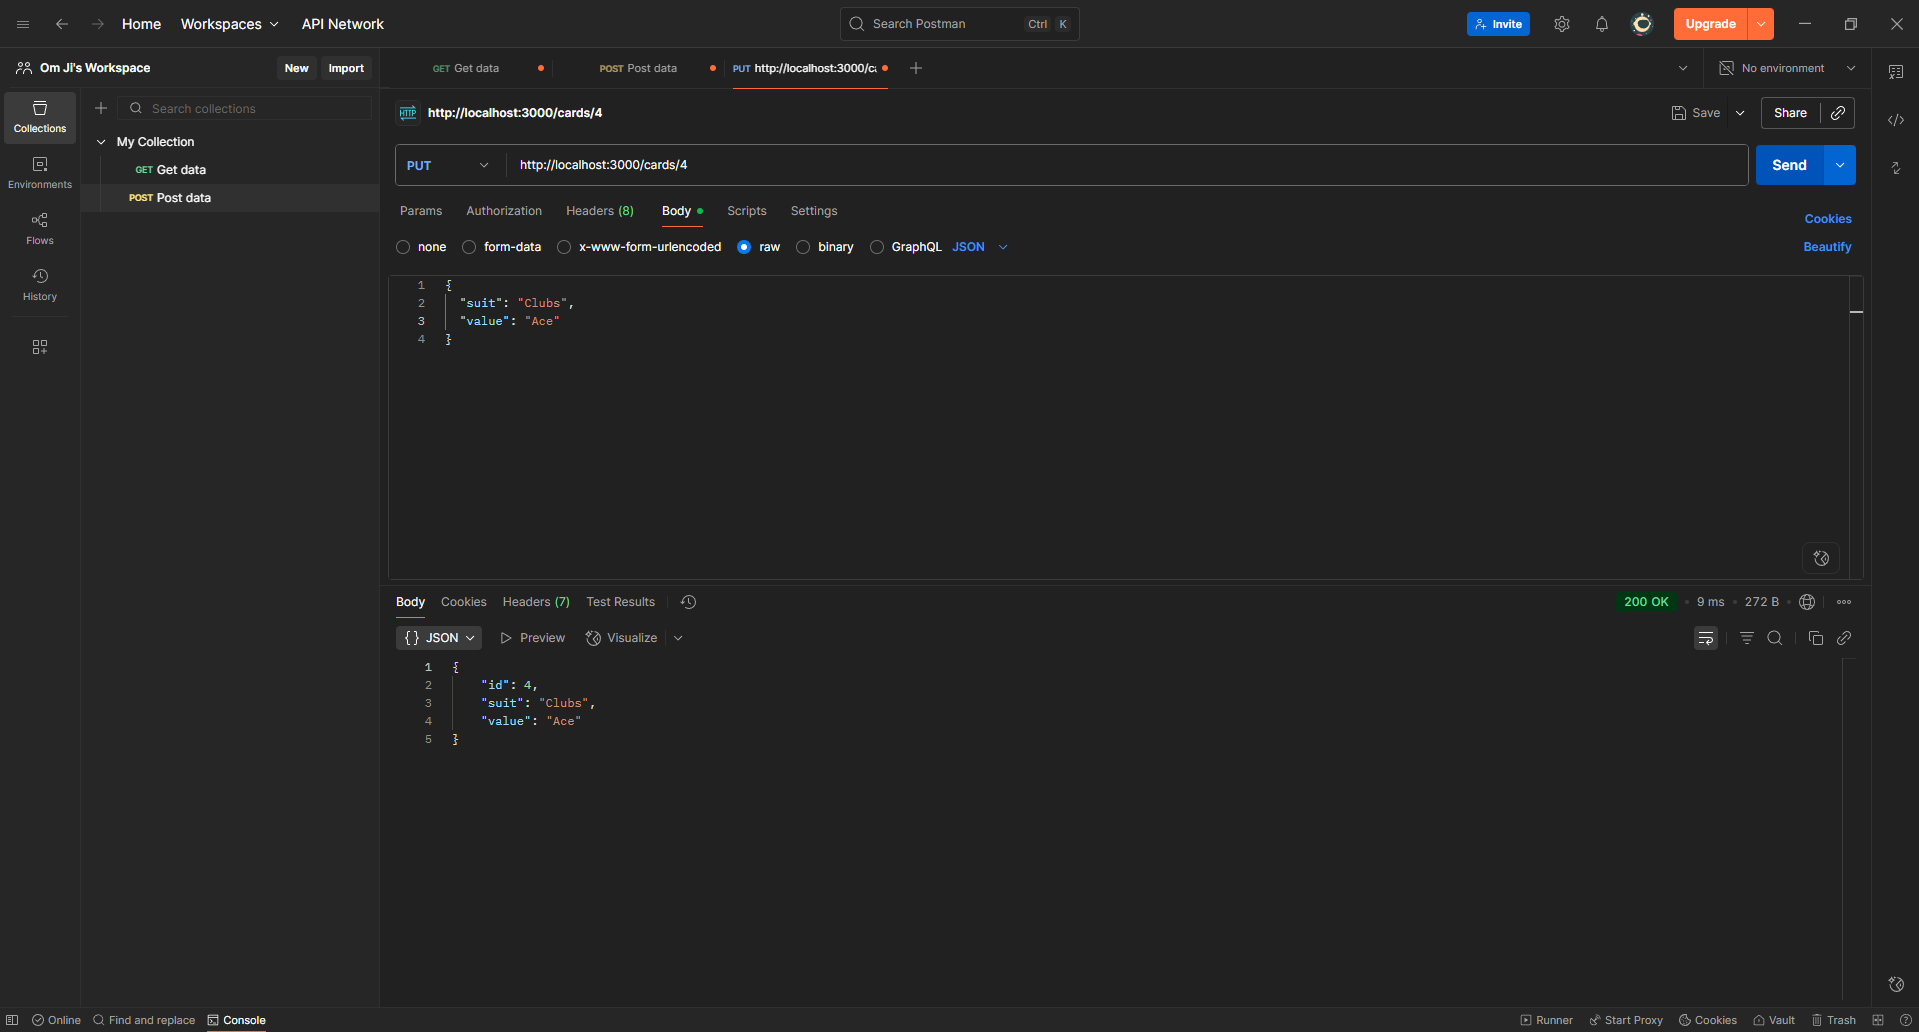 Home Workspaces API Network Search Postman Ctrl K Invite Upgrade
Om Ji's Workspace New Import GET Get data POST Post data PUT http://localhost:3000/ca No environment
Collections
Environments
Flows
History
Search collections
My Collection
GET Get data
POST Post data
HTTP http://localhost:3000/cards/4 Save Share
PUT http://localhost:3000/cards/4 Send
Params Authorization Headers (8) Body Scripts Settings Cookies
none form-data x-www-form-urlencoded raw binary GraphQL JSON Beautify
1 {
2 "suit": "Clubs",
3 "value": "Ace"
4 }
Body Cookies Headers (7) Test Results 200 OK 9 ms 272 B
{} JSON Preview Visualize
1 {
2 "id": 4,
3 "suit": "Clubs",
4 "value": "Ace"
5 }
Online Find and replace Console Runner Start Proxy Cookies Vault Trash